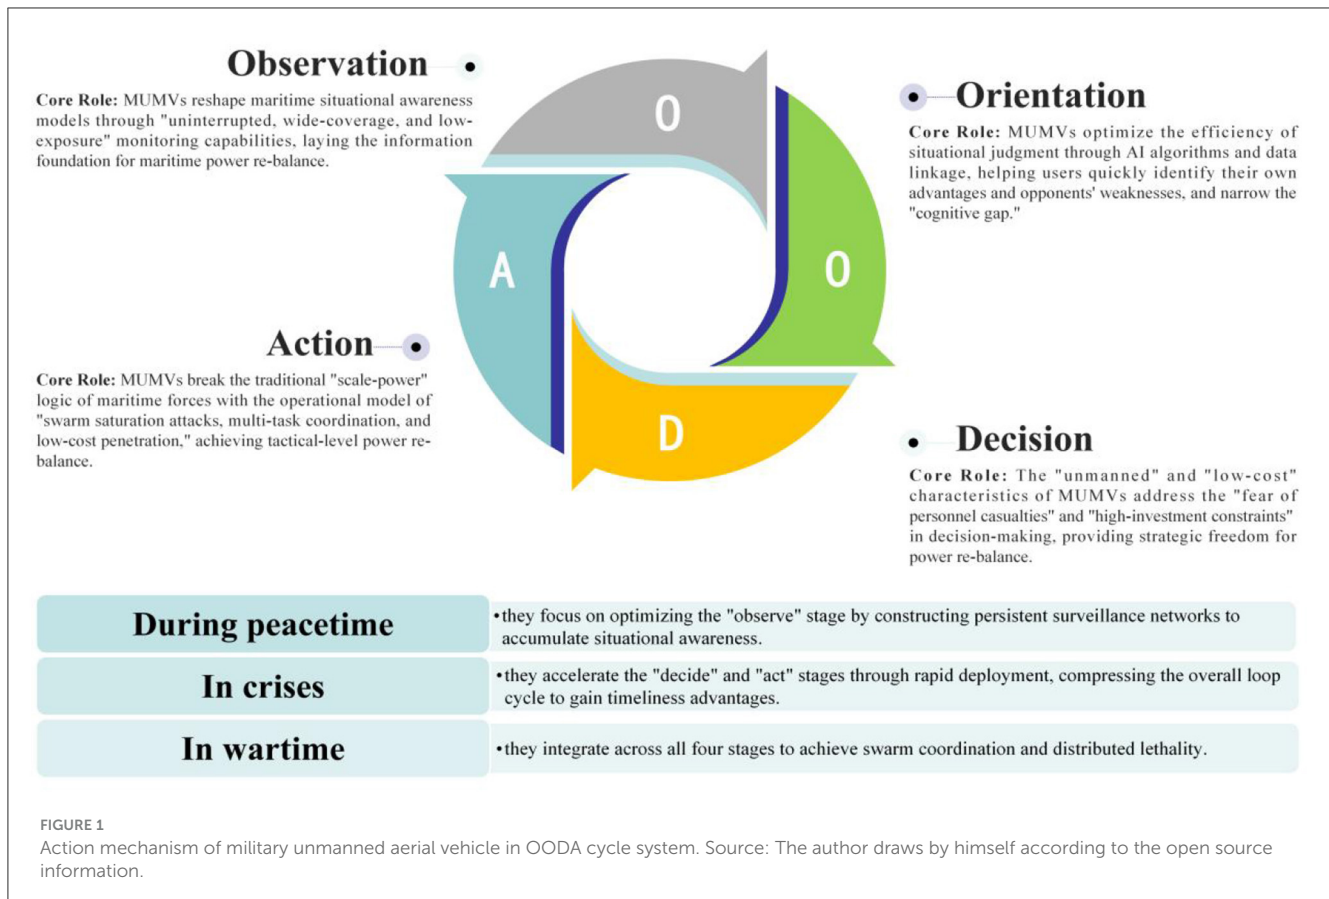 Observation
Core Role: MUMVs reshape maritime situational awareness
models through "uninterrupted, wide-coverage, and low-
exposure" monitoring capabilities, laying the information
foundation for maritime power re-balance.
Orientation
Core Role: MUMVs optimize the efficiency of
situational judgment through AI algorithms and data
linkage, helping users quickly identify their own
advantages and opponents' weaknesses, and narrow the
"cognitive gap."
O
O
D
A
Action
Core Role: MUMVs break the traditional "scale-power"
logic of maritime forces with the operational model of
"swarm saturation attacks, multi-task coordination, and
low-cost penetration," achieving tactical-level power re-
balance.
Decision
Core Role: The "unmanned" and "low-cost"
characteristics of MUMVs address the "fear of
personnel casualties" and "high-investment constraints"
in decision-making, providing strategic freedom for
power re-balance.
During peacetime
•they focus on optimizing the "observe" stage by constructing persistent surveillance networks to
accumulate situational awareness.
In crises
•they accelerate the "decide" and "act" stages through rapid deployment, compressing the overall loop
cycle to gain timeliness advantages.
In wartime
•they integrate across all four stages to achieve swarm coordination and distributed lethality.
FIGURE 1
Action mechanism of military unmanned aerial vehicle in OODA cycle system. Source: The author draws by himself according to the open source
information.